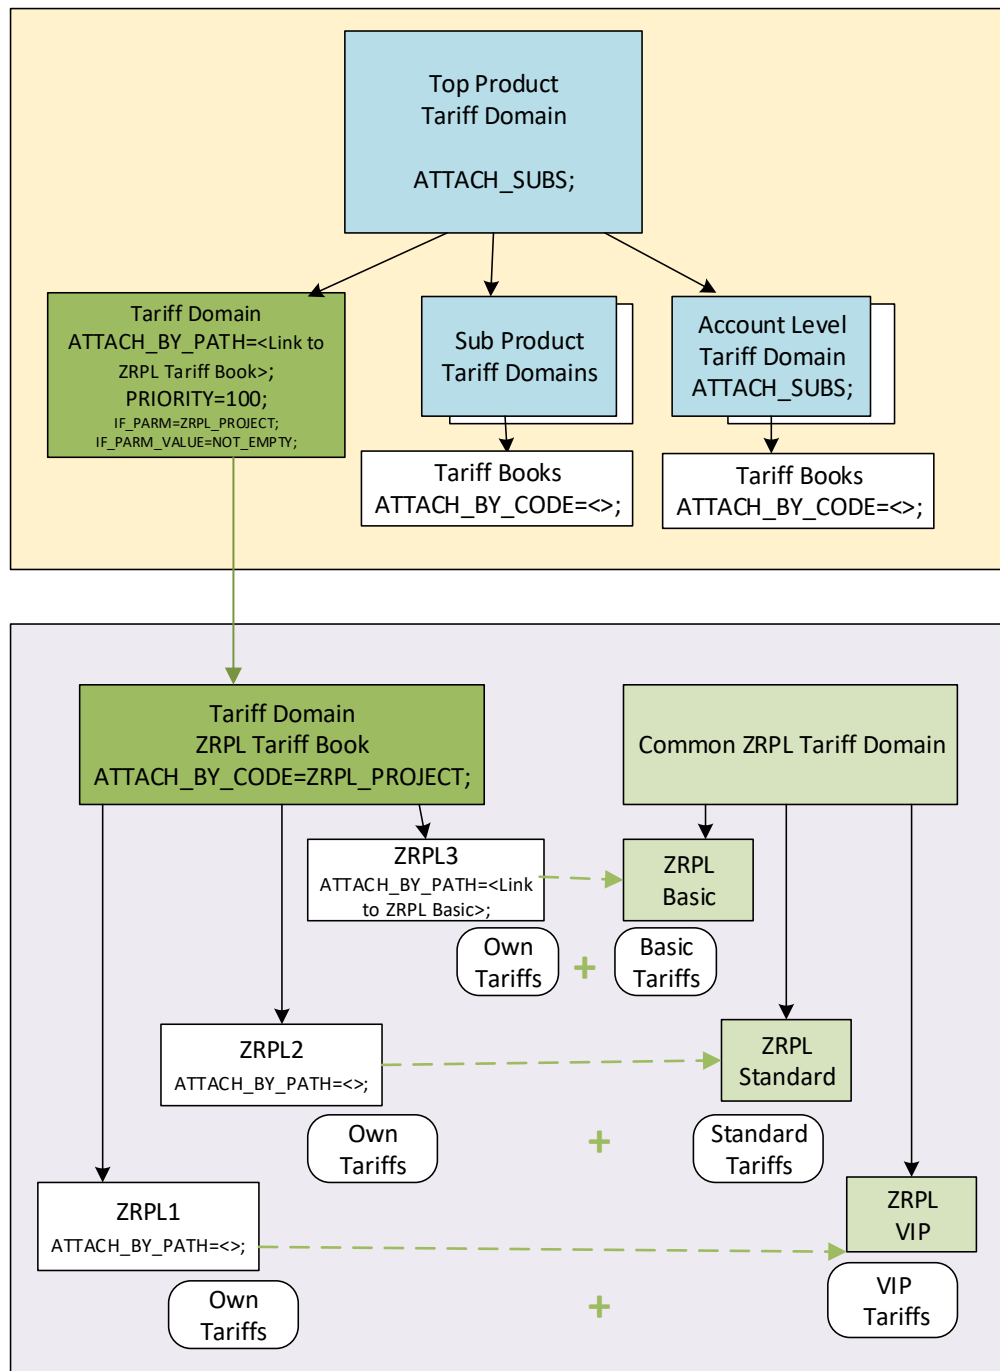 Top Product
Tariff Domain
ATTACH_SUBS;
Tariff Domain
ATTACH_BY_PATH=<Link to
ZRPL Tariff Book>;
PRIORITY=100;
IF_PARM=ZRPL_PROJECT;
IF_PARM_VALUE=NOT_EMPTY;
Sub Product
Tariff Domains
Account Level
Tariff Domain
ATTACH_SUBS;
Tariff Books
ATTACH_BY_CODE=<>;
Tariff Books
ATTACH_BY_CODE=<>;
Tariff Domain
ZRPL Tariff Book
ATTACH_BY_CODE=ZRPL_PROJECT;
Common ZRPL Tariff Domain
ZRPL3
ATTACH_BY_PATH=<Link
to ZRPL Basic>;
ZRPL
Basic
Own
Tariffs
+
Basic
Tariffs
ZRPL2
ATTACH_BY_PATH=<>;
ZRPL
Standard
Own
Tariffs
+
Standard
Tariffs
ZRPL1
ATTACH_BY_PATH=<>;
ZRPL
VIP
Own
Tariffs
+
VIP
Tariffs